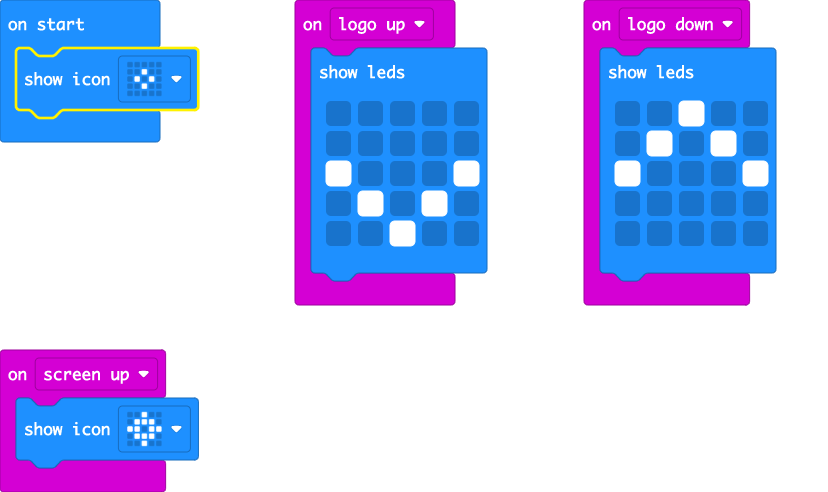 on start
show icon
on logo up
show leds
on logo down
show leds
on screen up
show icon